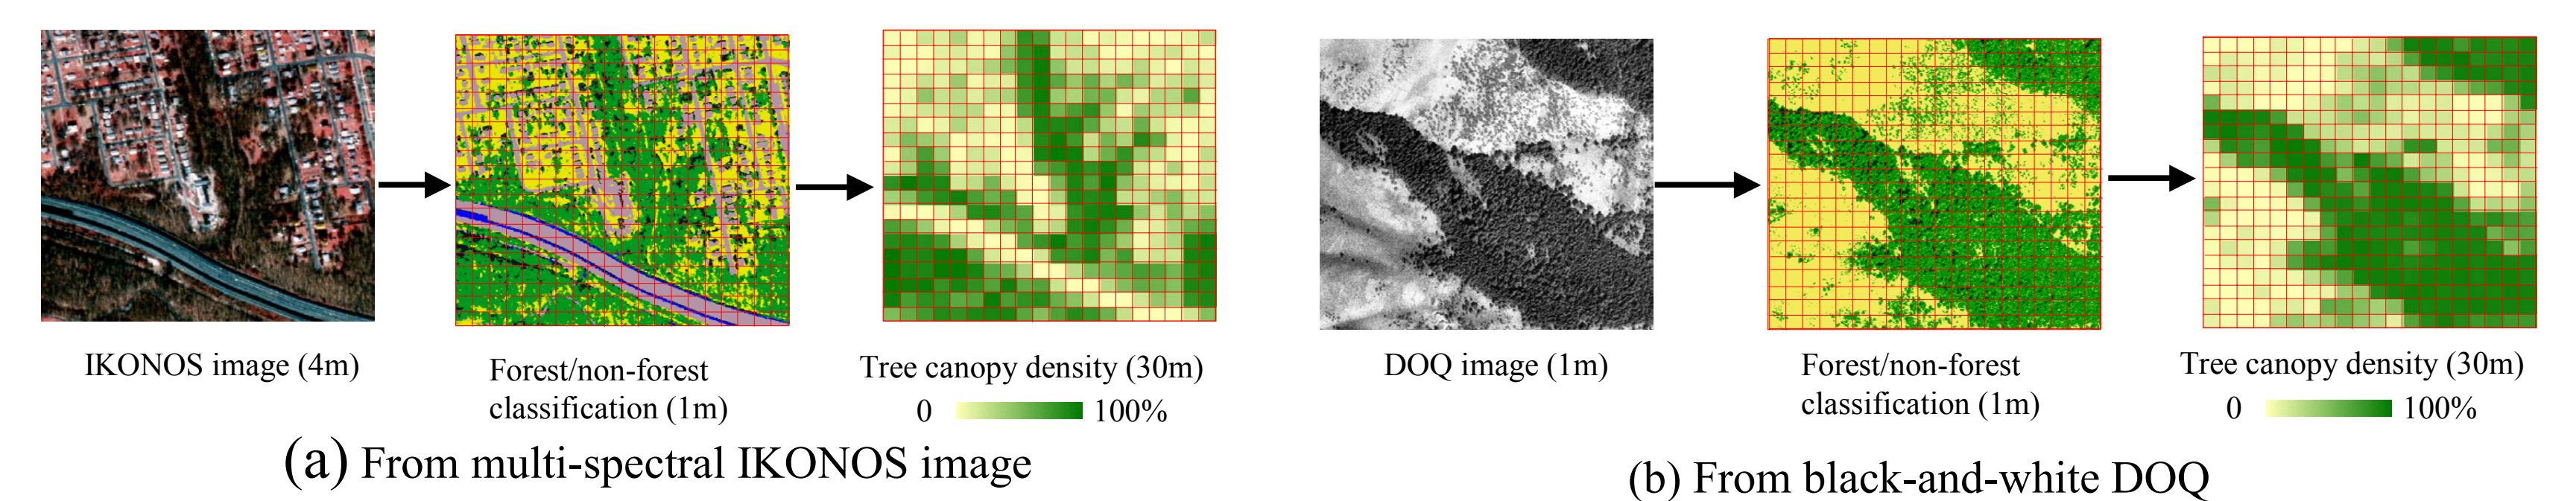 IKONOS image (4m)
Forest/non-forest
classification (1m)
Tree canopy density (30m)
0 100%
(a) From multi-spectral IKONOS image
DOQ image (1m)
Forest/non-forest
classification (1m)
Tree canopy density (30m)
0 100%
(b) From black-and-white DOQ